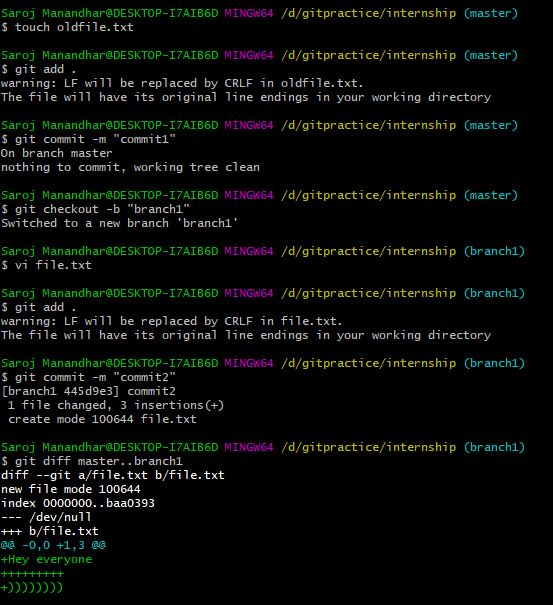 Saroj Manandhar@DESKTOP-I7AIB6D MINGW64 /d/gitpractice/internship (master)
$ touch oldfile.txt
Saroj Manandhar@DESKTOP-I7AIB6D MINGW64 /d/gitpractice/internship (master)
$ git add .
warning: LF will be replaced by CRLF in oldfile.txt.
The file will have its original line endings in your working directory
Saroj Manandhar@DESKTOP-I7AIB6D MINGW64 /d/gitpractice/internship (master)
$ git commit -m "commit1"
On branch master
nothing to commit, working tree clean
Saroj Manandhar@DESKTOP-I7AIB6D MINGW64 /d/gitpractice/internship (master)
$ git checkout -b "branch1"
Switched to a new branch 'branch1'
Saroj Manandhar@DESKTOP-I7AIB6D MINGW64 /d/gitpractice/internship (branch1)
$ vi file.txt
Saroj Manandhar@DESKTOP-I7AIB6D MINGW64 /d/gitpractice/internship (branch1)
$ git add .
warning: LF will be replaced by CRLF in file.txt.
The file will have its original line endings in your working directory
Saroj Manandhar@DESKTOP-I7AIB6D MINGW64 /d/gitpractice/internship (branch1)
$ git commit -m "commit2"
[branch1 445d9e3] commit2
 1 file changed, 3 insertions(+)
 create mode 100644 file.txt
Saroj Manandhar@DESKTOP-I7AIB6D MINGW64 /d/gitpractice/internship (branch1)
$ git diff master..branch1
diff --git a/file.txt b/file.txt
new file mode 100644
index 0000000..baa0393
--- /dev/null
+++ b/file.txt
@@ -0,0 +1,3 @@
+Hey everyone
+++++++++
+))))))))